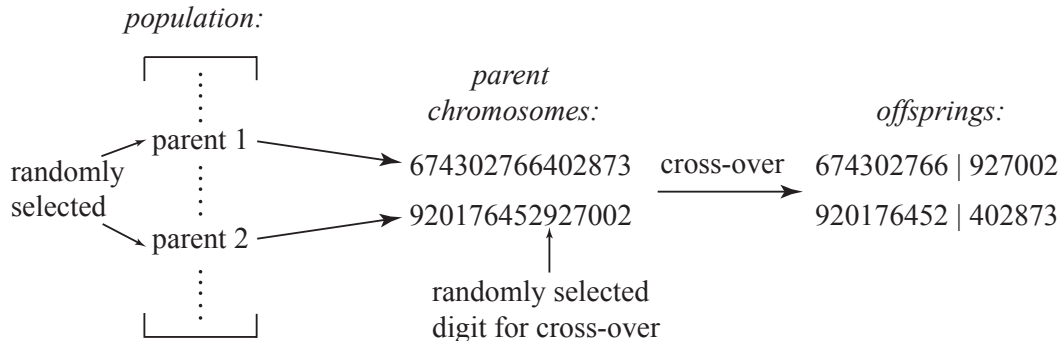 population:
parent 1
randomly
selected
parent 2
parent
chromosomes:
674302766402873
920176452927002
randomly selected
digit for cross-over
cross-over
offsprings:
674302766 | 927002
920176452 | 402873